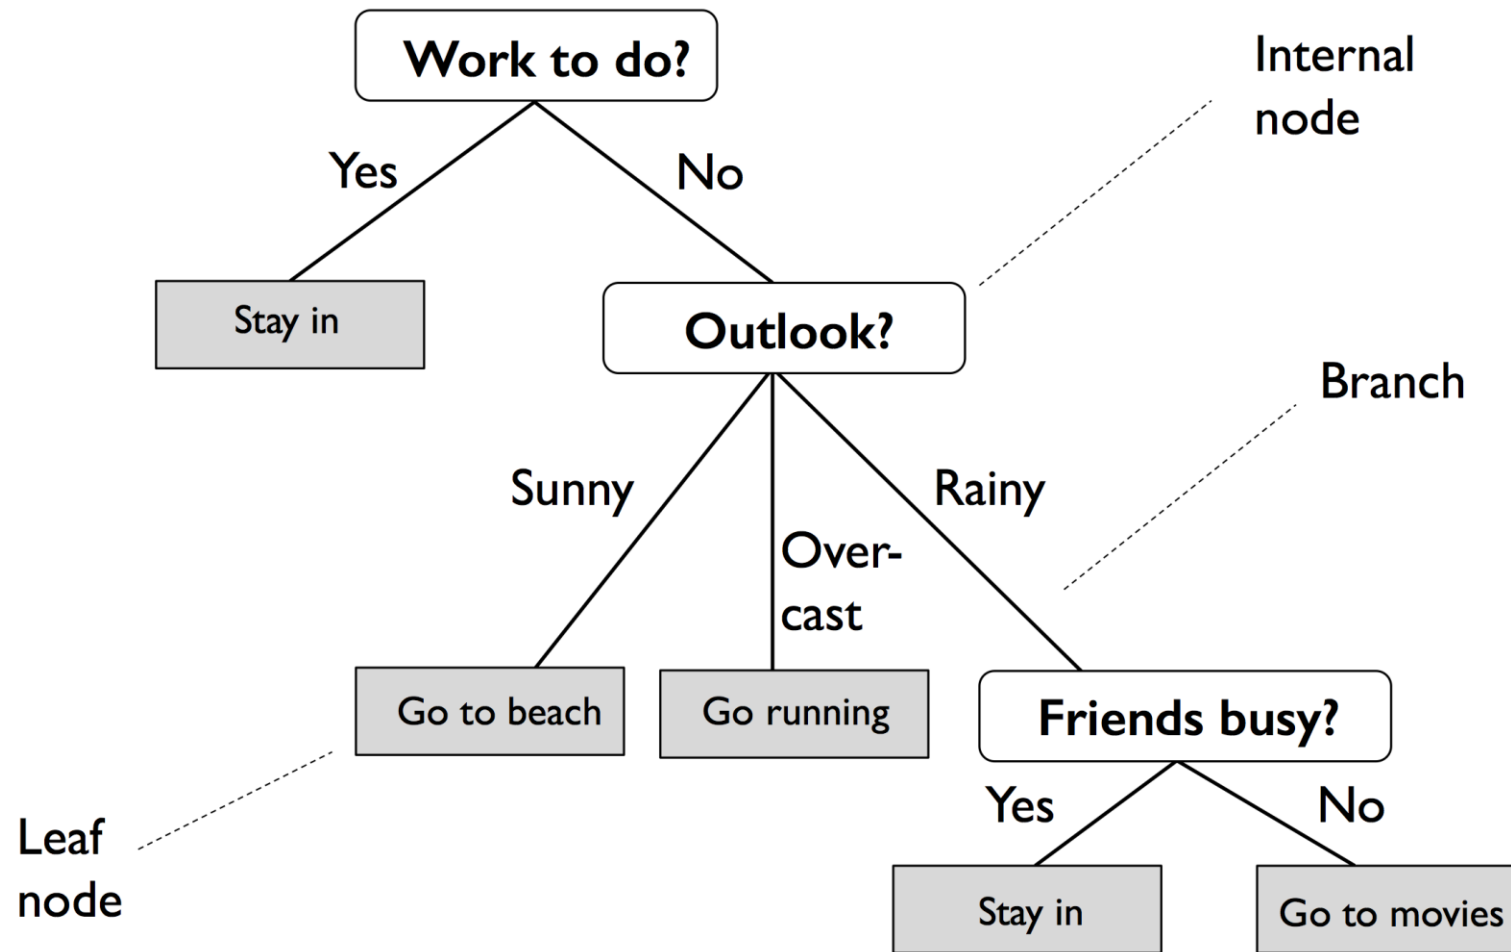 Work to do?
Internal
node
Yes
No
Stay in
Outlook?
Branch
Sunny
Rainy
Over-
cast
Go to beach
Go running
Friends busy?
Yes
No
Leaf
node
Stay in
Go to movies